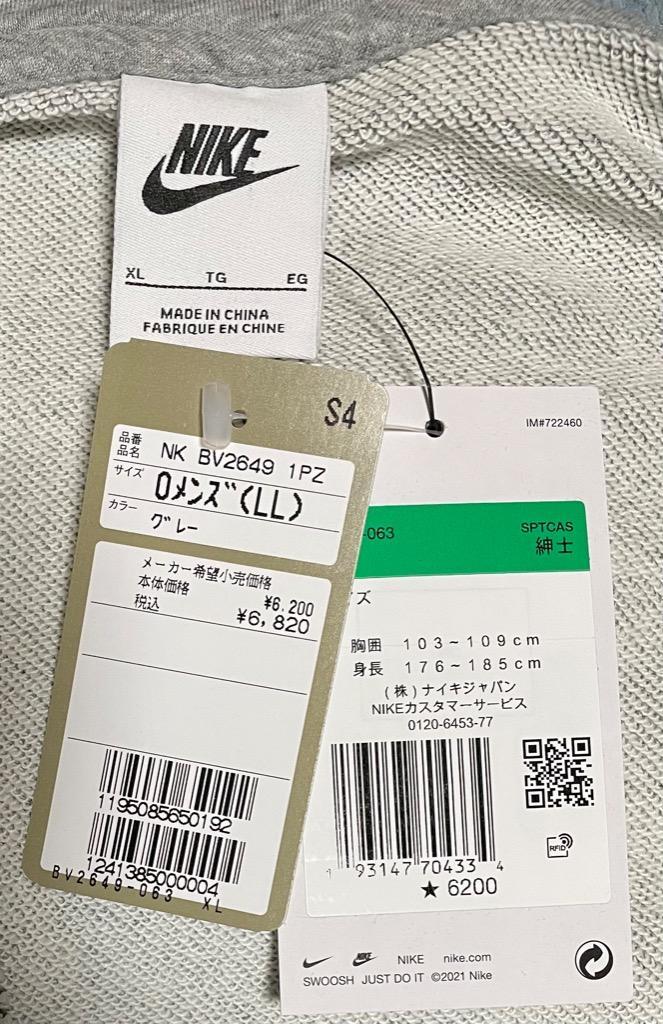 NIKE
XL TG EG
MADE IN CHINA
FABRIQUE EN CHINE
S4
品番
品名
NK BV2649 1PZ
サイズ
0メンズ(LL)
カラー
グレー
メーカー希望小売価格
本体価格 ¥6,200
税込 ¥6,820
1195085650192
1241385000004
BV2649-063 XL
IM#722460
-063
SPTCAS
紳士
ズ
胸囲 103~109cm
身長 176~185cm
(株)ナイキジャパン
NIKEカスタマーサービス
0120-6453-77
1 93147 70433 4
RFID
★ 6200
NIKE NIKE nike.com
SWOOSH JUST DO IT ©2021 Nike